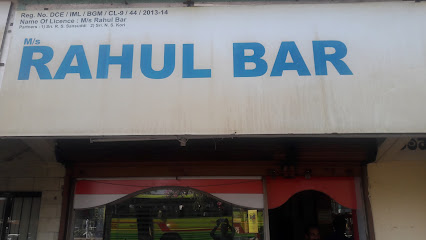 Reg. No. DCE / IML / BGM / CL-9 / 44 / 2013-14
Name Of Licence : M/s Rahul Bar
M/s
RAHUL BAR